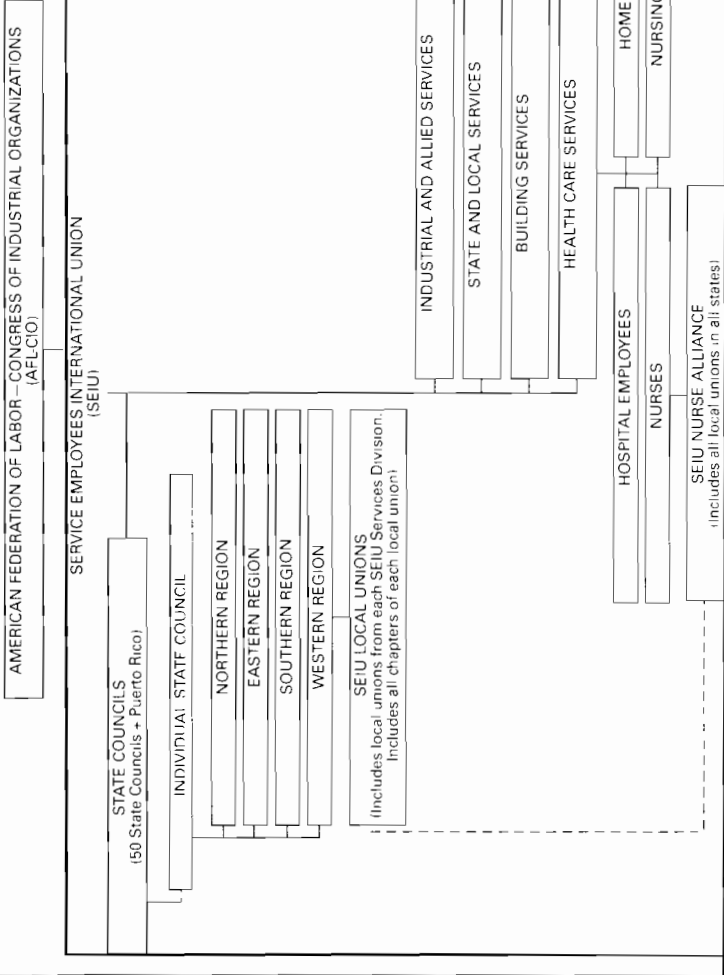 AMERICAN FEDERATION OF LABOR—CONGRESS OF INDUSTRIAL ORGANIZATIONS
(AFL-CIO)
SERVICE EMPLOYEES INTERNATIONAL UNION
(SEIU)
STATE COUNCILS
(50 State Councils + Puerto Rico)
INDIVIDUAL STATE COUNCIL
NORTHERN REGION
EASTERN REGION
SOUTHERN REGION
WESTERN REGION
SEIU LOCAL UNIONS
(Includes local unions from each SEIU Services Division.
Includes all chapters of each local union)
INDUSTRIAL AND ALLIED SERVICES
STATE AND LOCAL SERVICES
BUILDING SERVICES
HEALTH CARE SERVICES
HOSPITAL EMPLOYEES
HOME
NURSES
NURSING
SEIU NURSE ALLIANCE
(Includes all local unions in all states)